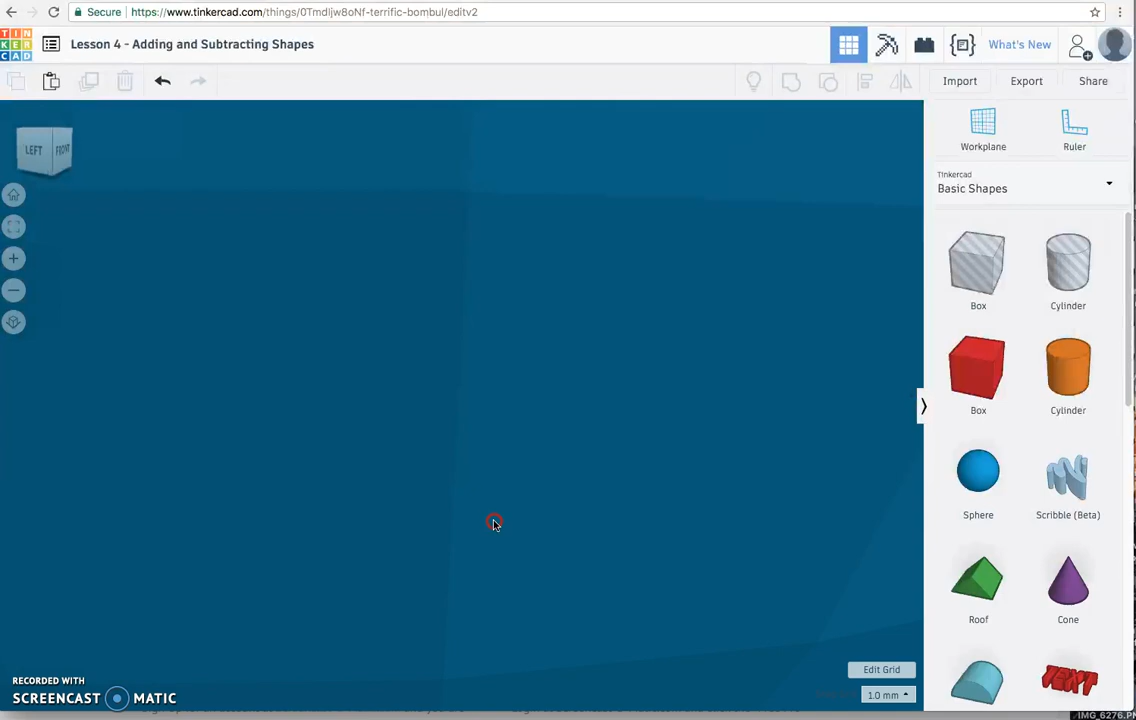 https://www.tinkercad.com/things/0TmdIjw8oNf-terrific-bombul/editv2
Secure
TIN
KER
CAD
Lesson 4 - Adding and Subtracting Shapes
What's New
Import
Export
Share
LEFT
FRONT
Workplane
Ruler
Tinkercad
Basic Shapes
Box
Cylinder
Box
Cylinder
Sphere
Scribble (Beta)
Roof
Cone
TEXT
Edit Grid
1.0 mm
RECORDED WITH
SCREENCAST MATIC
IMG_6276.P